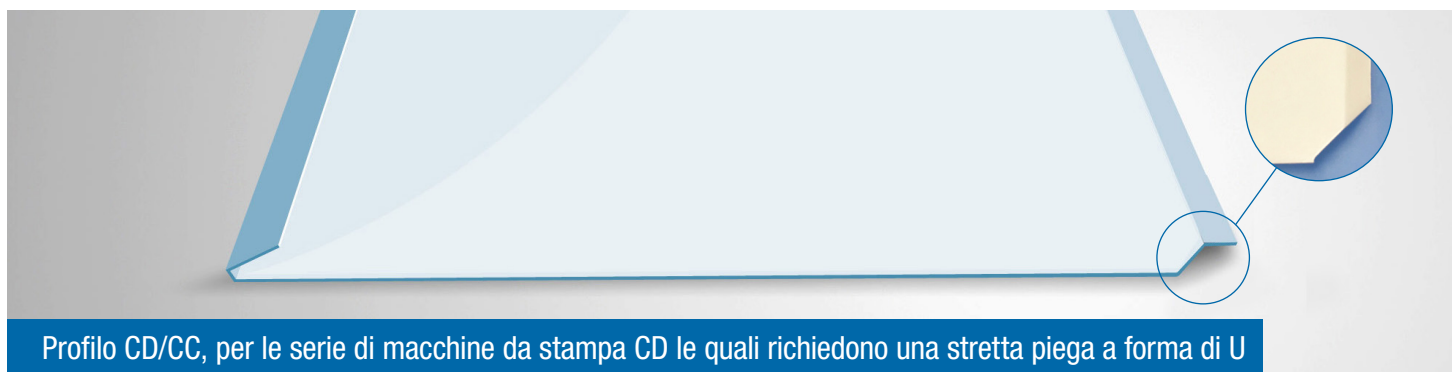 Profilo CD/CC, per le serie di macchine da stampa CD le quali richiedono una stretta piega a forma di U